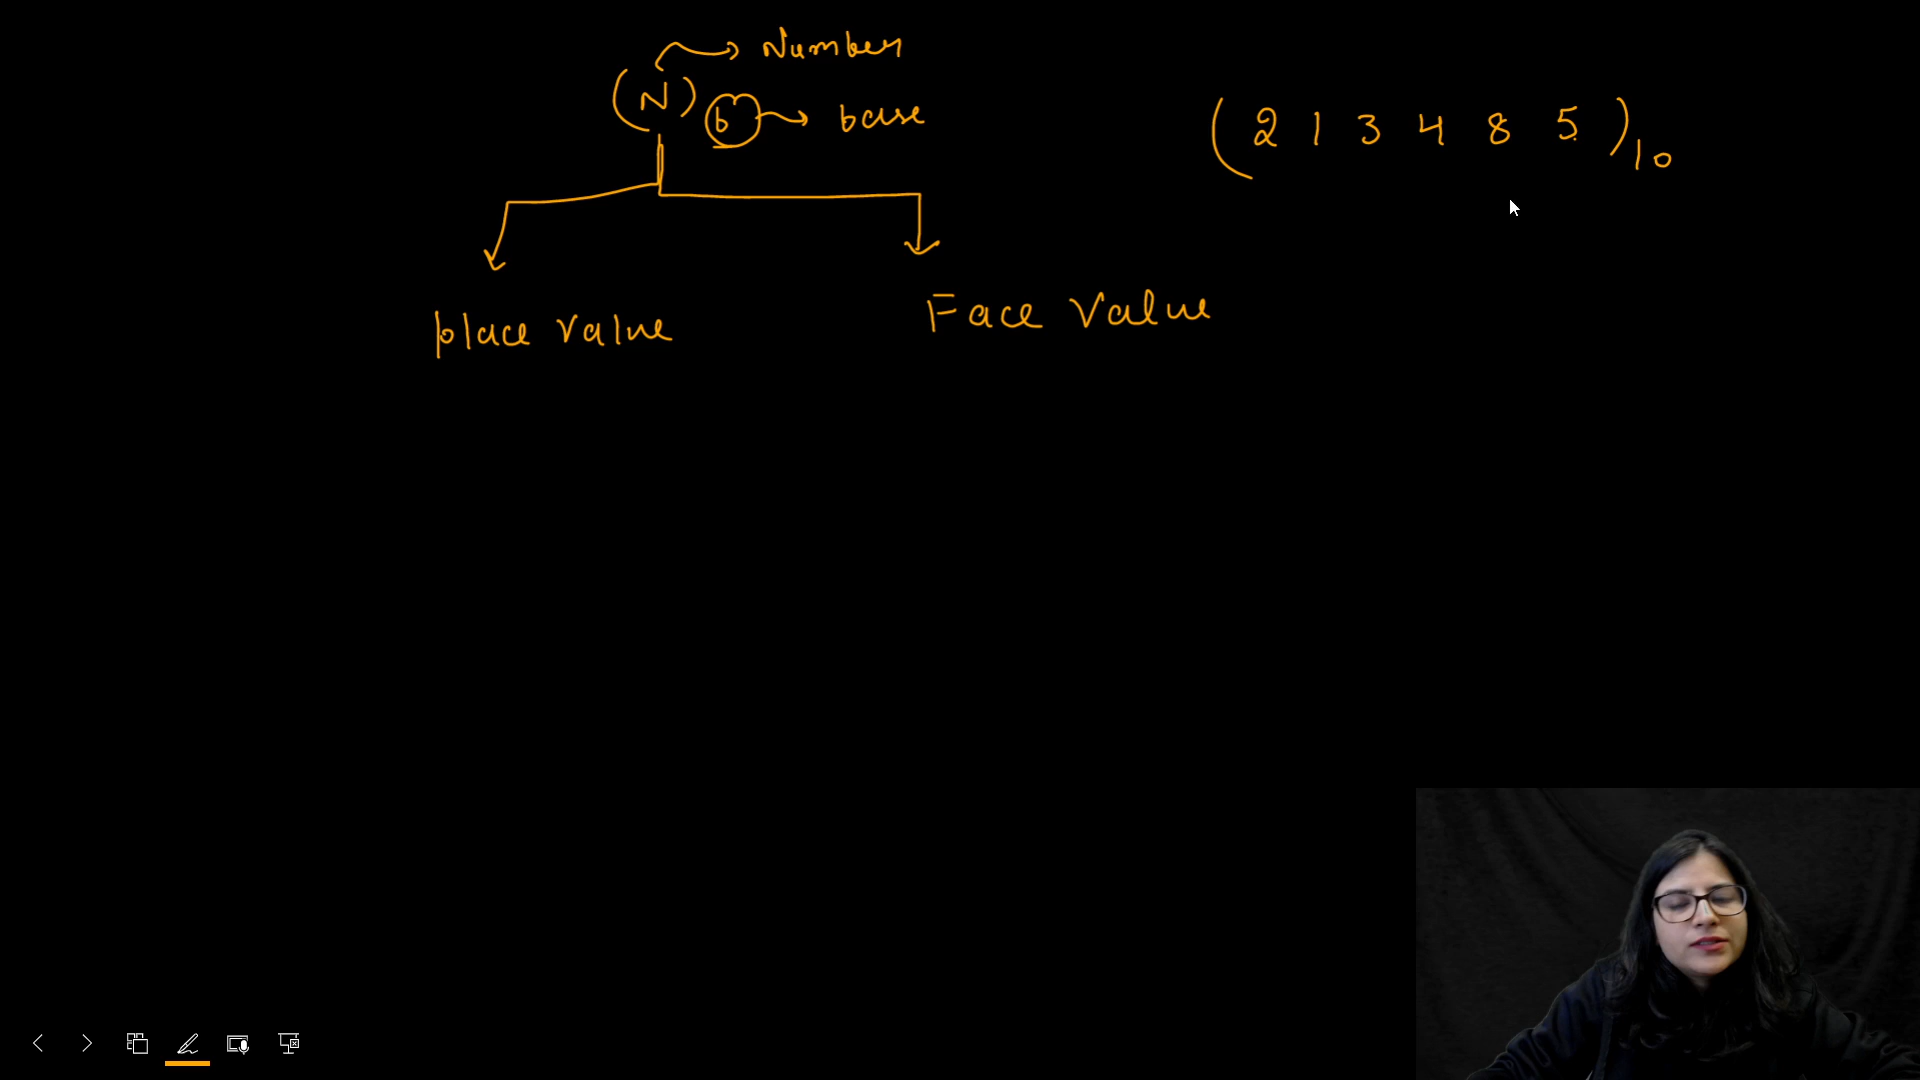 Number
(N) b base
(2 1 3 4 8 5)10
place value
Face Value